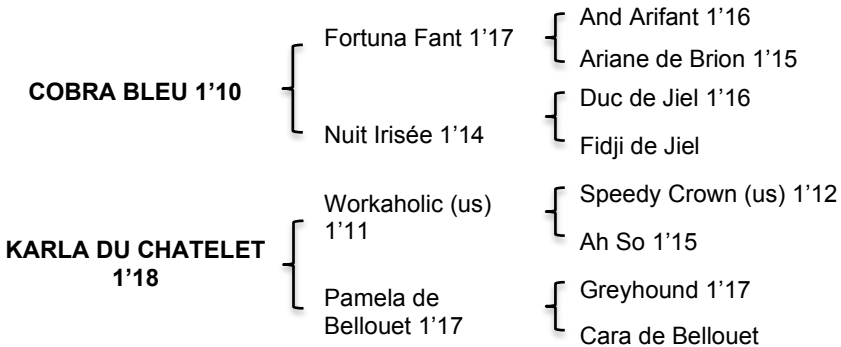 And Arifant 1’16
Fortuna Fant 1’17
Ariane de Brion 1’15
COBRA BLEU 1’10
Duc de Jiel 1’16
Nuit Irisée 1’14
Fidji de Jiel
Workaholic (us)
1’11
Speedy Crown (us) 1’12
Ah So 1’15
KARLA DU CHATELET
1’18
Pamela de
Bellouet 1’17
Greyhound 1’17
Cara de Bellouet